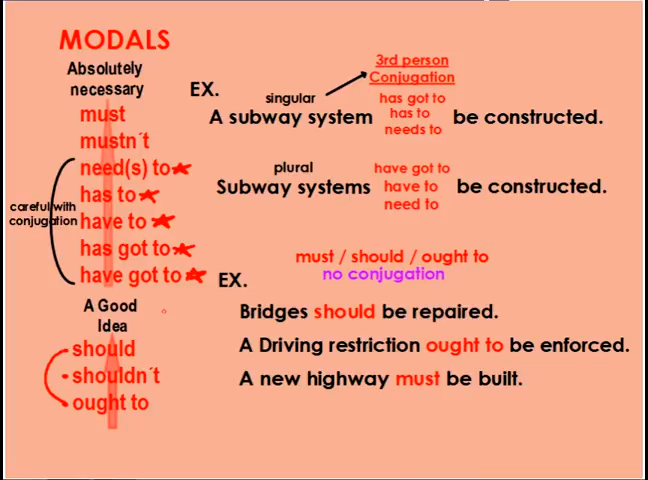 MODALS
Absolutely
necessary
must
mustn´t
need(s) to
has to
have to
has got to
have got to
careful with
conjugation
A Good
Idea
should
shouldn´t
ought to
EX.
3rd person
Conjugation
singular
A subway system
has got to
has to
needs to
be constructed.
plural
Subway systems
have got to
have to
need to
be constructed.
must / should / ought to
no conjugation
EX.
Bridges should be repaired.
A Driving restriction ought to be enforced.
A new highway must be built.